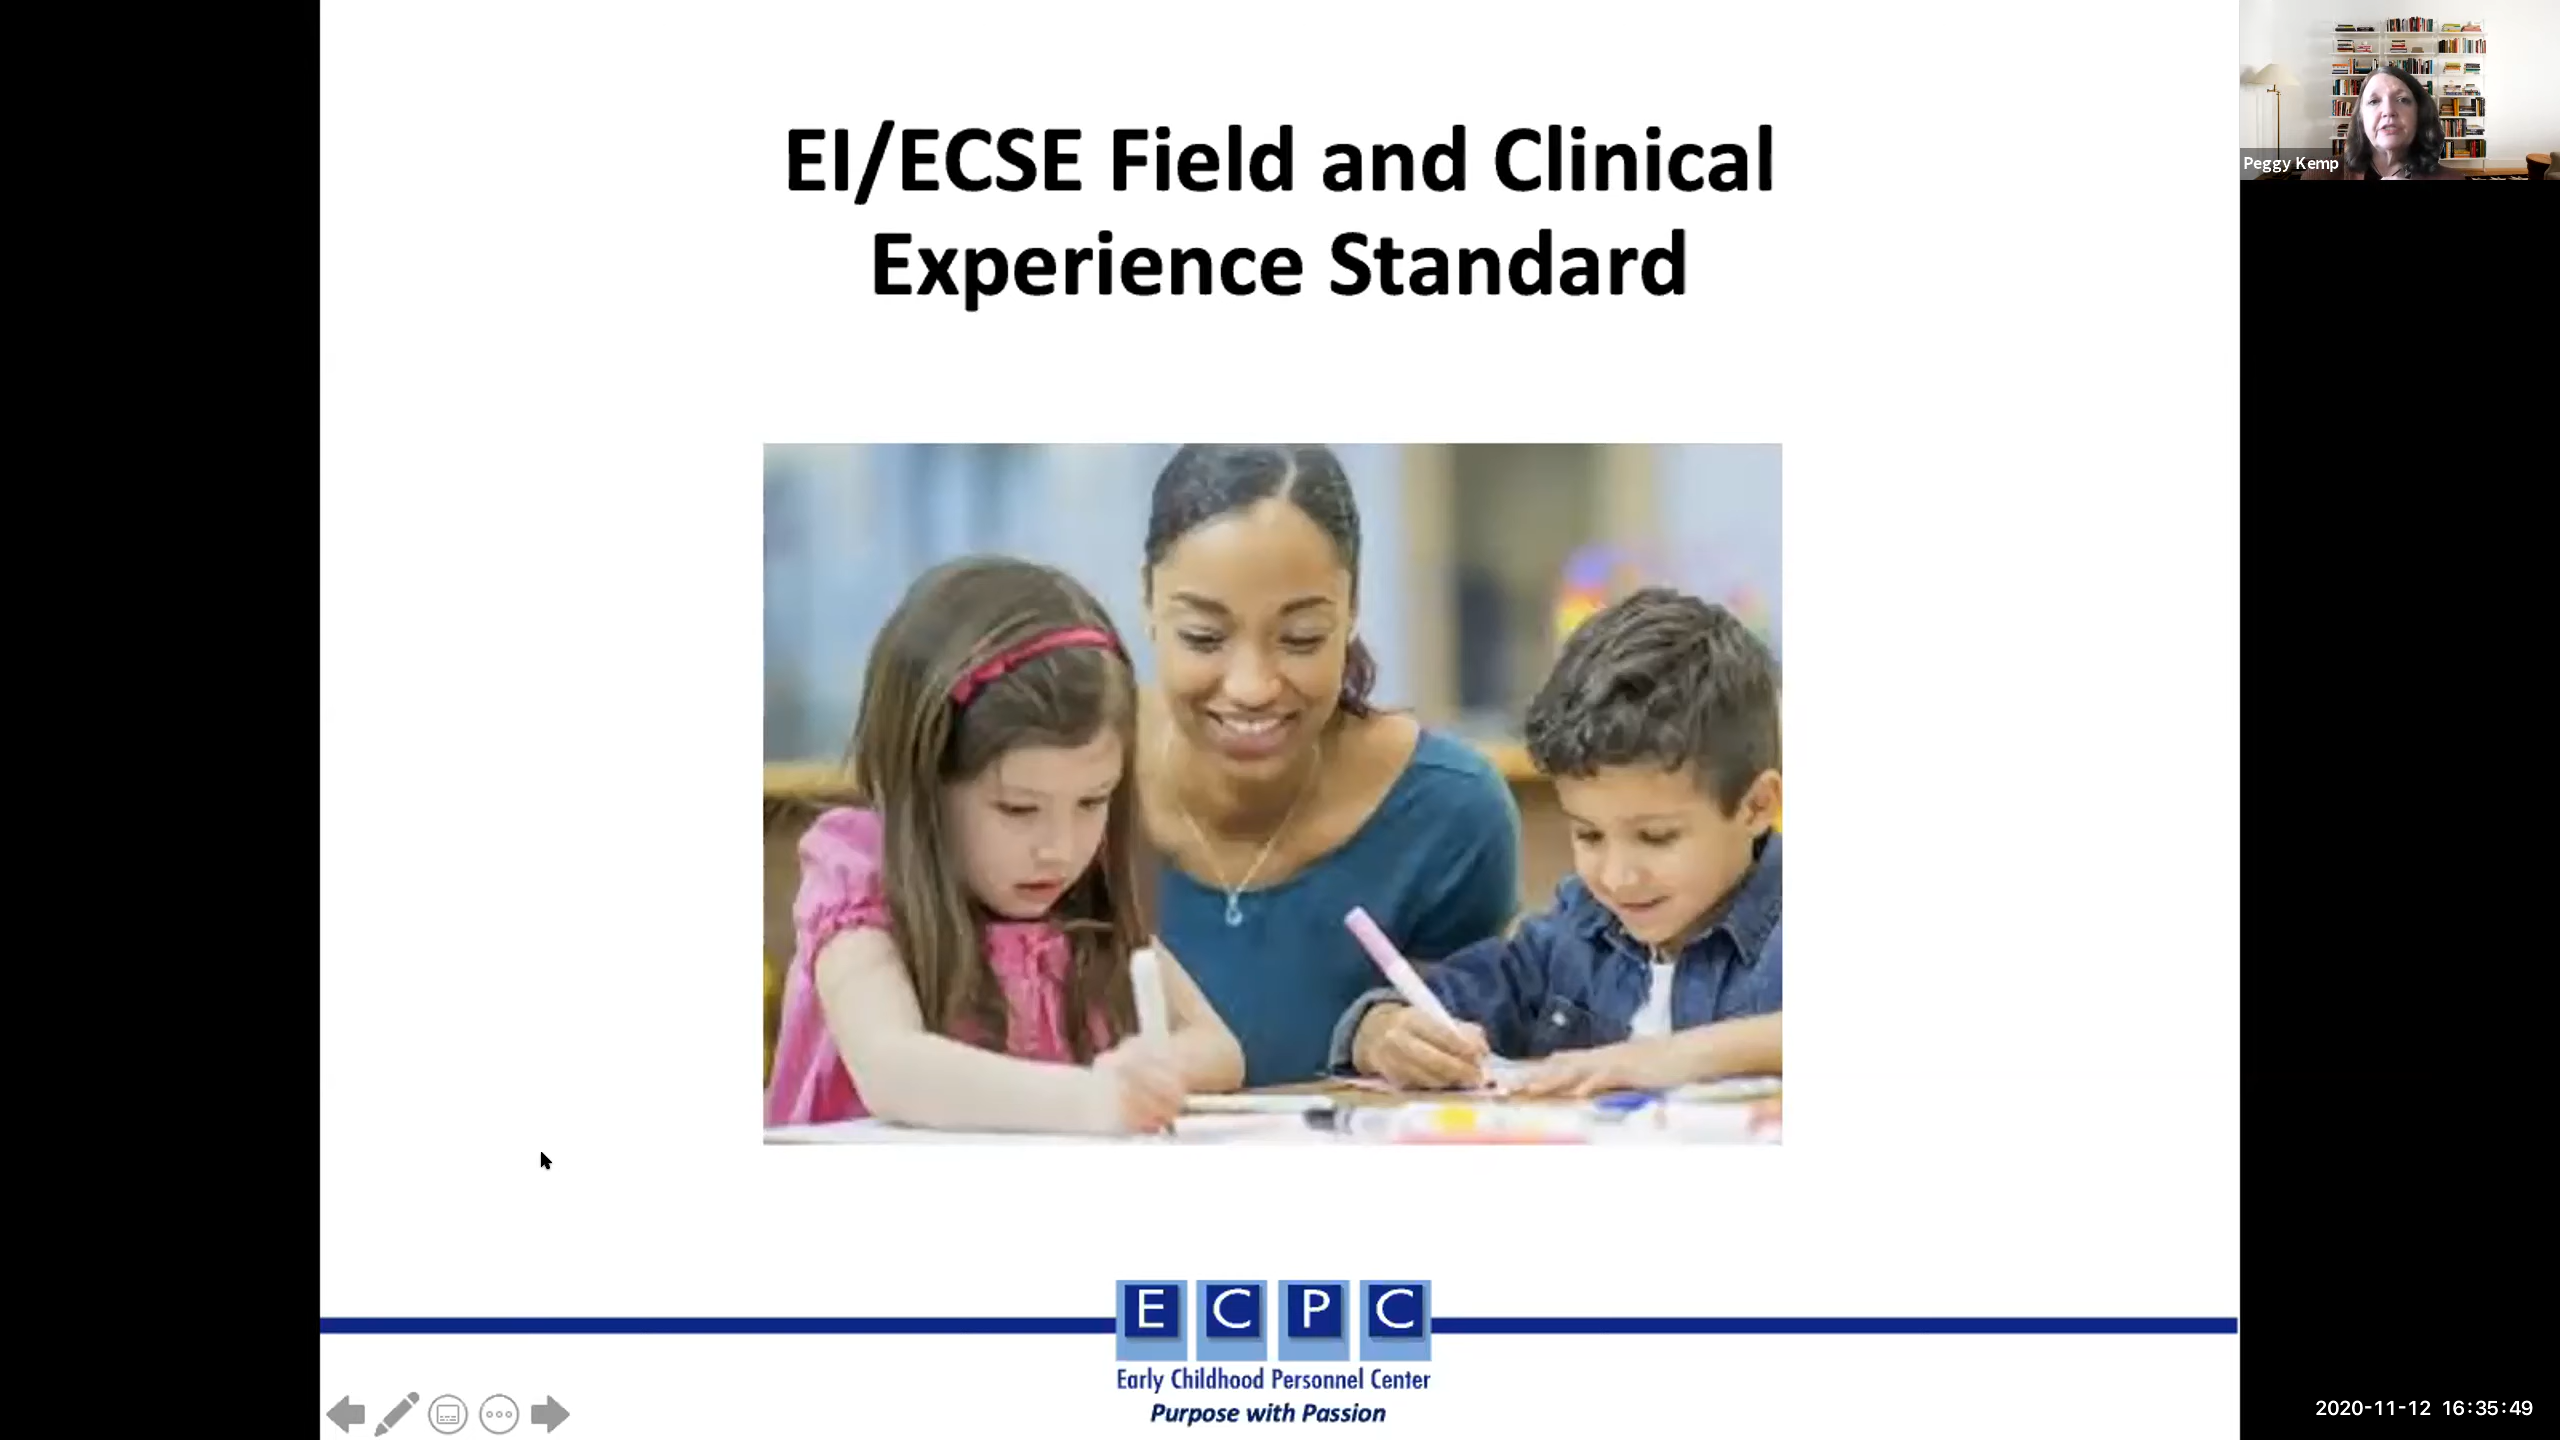 EI/ECSE Field and Clinical
Experience Standard
Peggy Kemp
E C P C
Early Childhood Personnel Center
Purpose with Passion
2020-11-12 16:35:49